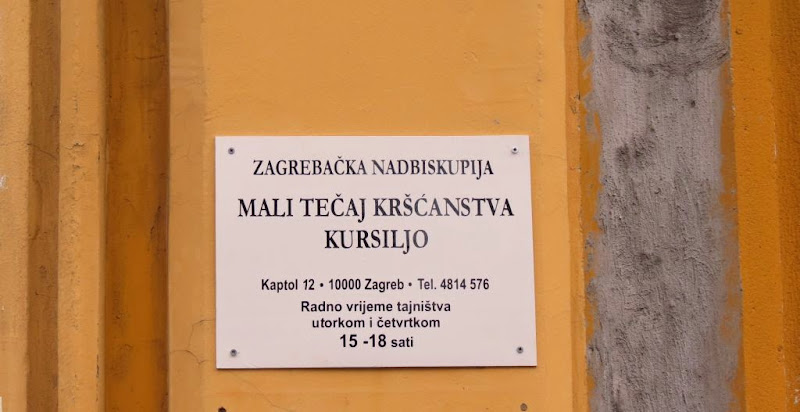 ZAGREBAČKA NADBISKUPIJA
MALI TEČAJ KRŠĆANSTVA
KURSILJO
Kaptol 12 • 10000 Zagreb • Tel. 4814 576
Radno vrijeme tajništva
utorkom i četvrtkom
15 -18 sati